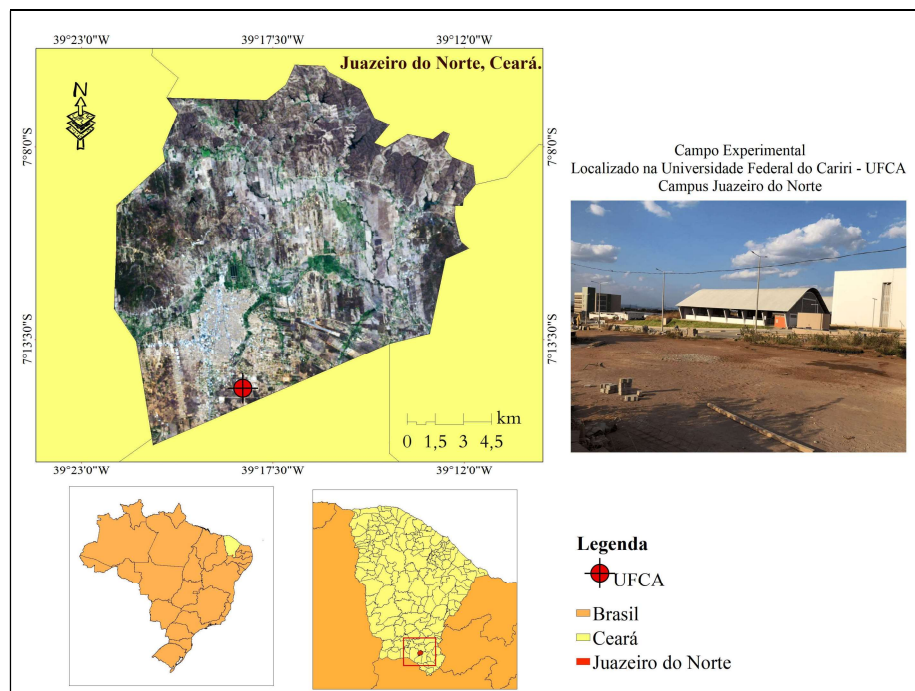 39°23'0"W 39°17'30"W 39°12'0"W
Juazeiro do Norte, Ceará.
N
7°8'0"S 7°8'0"S
7°13'30"S 7°13'30"S
km
0 1,5 3 4,5
39°23'0"W 39°17'30"W 39°12'0"W
Campo Experimental
Localizado na Universidade Federal do Cariri - UFCA
Campus Juazeiro do Norte
Legenda
UFCA
Brasil
Ceará
Juazeiro do Norte